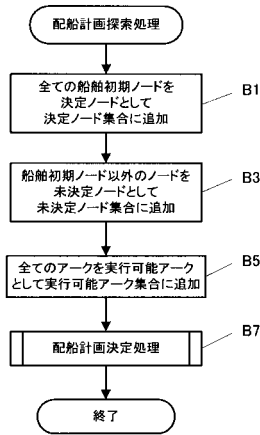 配船計画探索処理
全ての船舶初期ノードを
決定ノードとして
決定ノード集合に追加
B1
船舶初期ノード以外のノードを
未決定ノードとして
未決定ノード集合に追加
B3
全てのアークを実行可能アーク
として実行可能アーク集合に追加
B5
配船計画決定処理
B7
終了